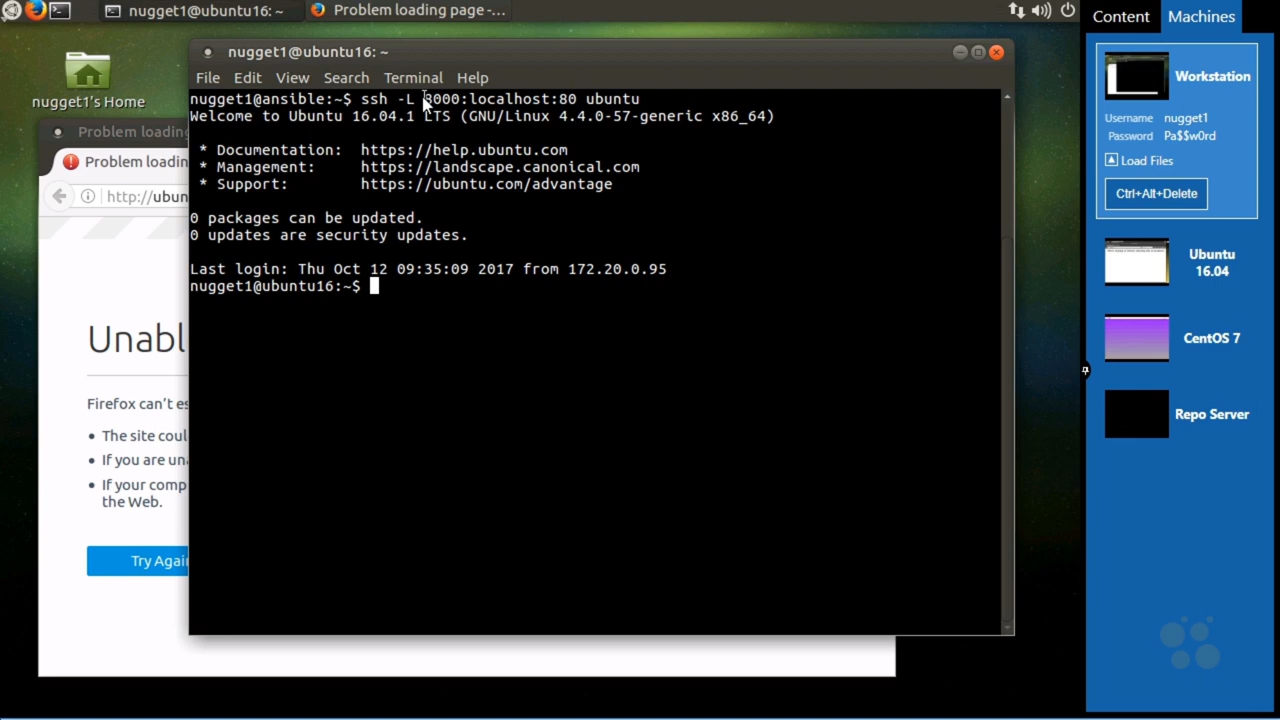 nugget1@ubuntu16: ~
Problem loading page -...
Content
Machines
nugget1's Home
nugget1@ubuntu16: ~
File Edit View Search Terminal Help
nugget1@ansible:~$ ssh -L 8000:localhost:80 ubuntu
Welcome to Ubuntu 16.04.1 LTS (GNU/Linux 4.4.0-57-generic x86_64)
* Documentation: https://help.ubuntu.com
* Management: https://landscape.canonical.com
* Support: https://ubuntu.com/advantage
0 packages can be updated.
0 updates are security updates.
Last login: Thu Oct 12 09:35:09 2017 from 172.20.0.95
nugget1@ubuntu16:~$
Problem loading
Problem loadin
http://ubun
Unabl
Firefox can't es
• The site coul
• If you are una
• If your comp
the Web.
Try Again
Workstation
Username nugget1
Password Pa$$w0rd
Load Files
Ctrl+Alt+Delete
Ubuntu
16.04
CentOS 7
Repo Server